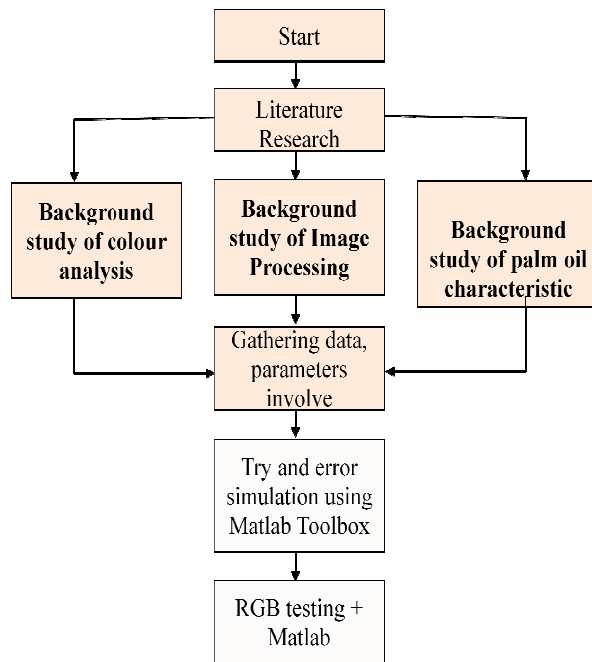 Start
Literature
Research
Background
study of colour
analysis
Background
study of Image
Processing
Background
study of palm oil
characteristic
Gathering data,
parameters
involve
Try and error
simulation using
Matlab Toolbox
RGB testing +
Matlab